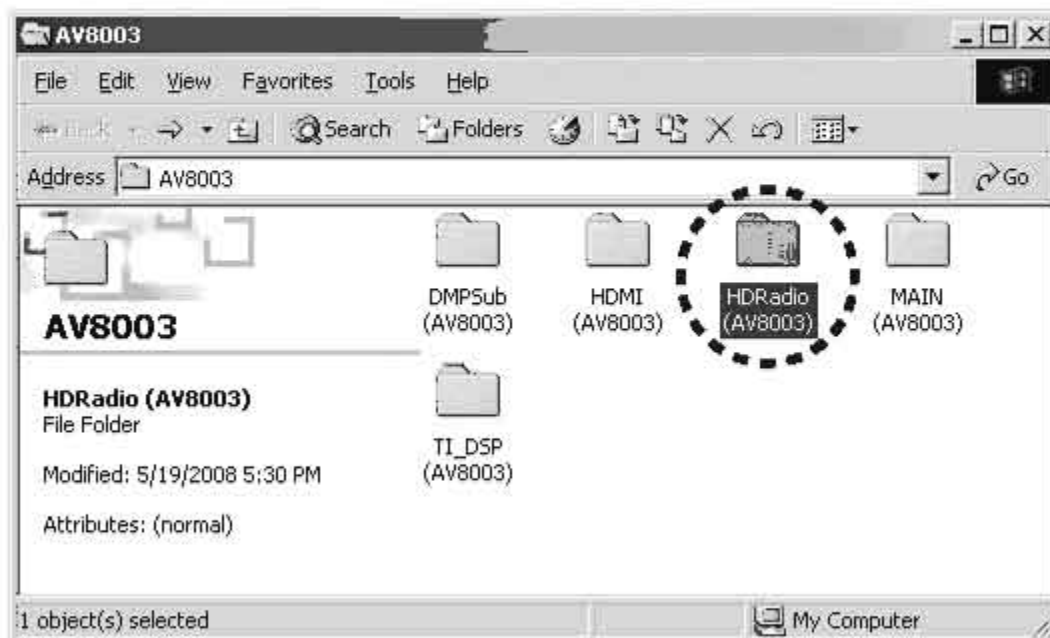 AV8003
File Edit View Favorites Tools Help
Back Search Folders
Address AV8003 Go
DMPSub
(AV8003)
HDMI
(AV8003)
HDRadio
(AV8003)
MAIN
(AV8003)
TI_DSP
(AV8003)
AV8003
HDRadio (AV8003)
File Folder
Modified: 5/19/2008 5:30 PM
Attributes: (normal)
1 object(s) selected My Computer